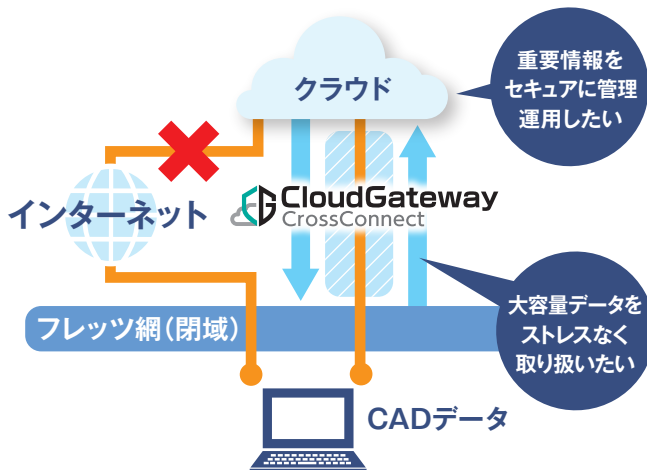 重要情報を
セキュアに管理
運用したい
クラウド
インターネット
CloudGateway
CrossConnect
大容量データを
ストレスなく
取り扱いたい
フレッツ網(閉域)
CADデータ